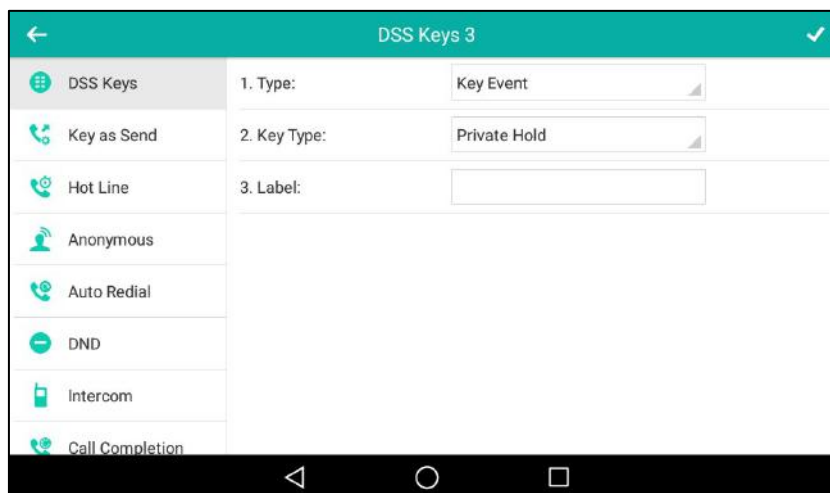 DSS Keys 3
DSS Keys
1. Type: Key Event
Key as Send
2. Key Type: Private Hold
Hot Line
3. Label:
Anonymous
Auto Redial
DND
Intercom
Call Completion